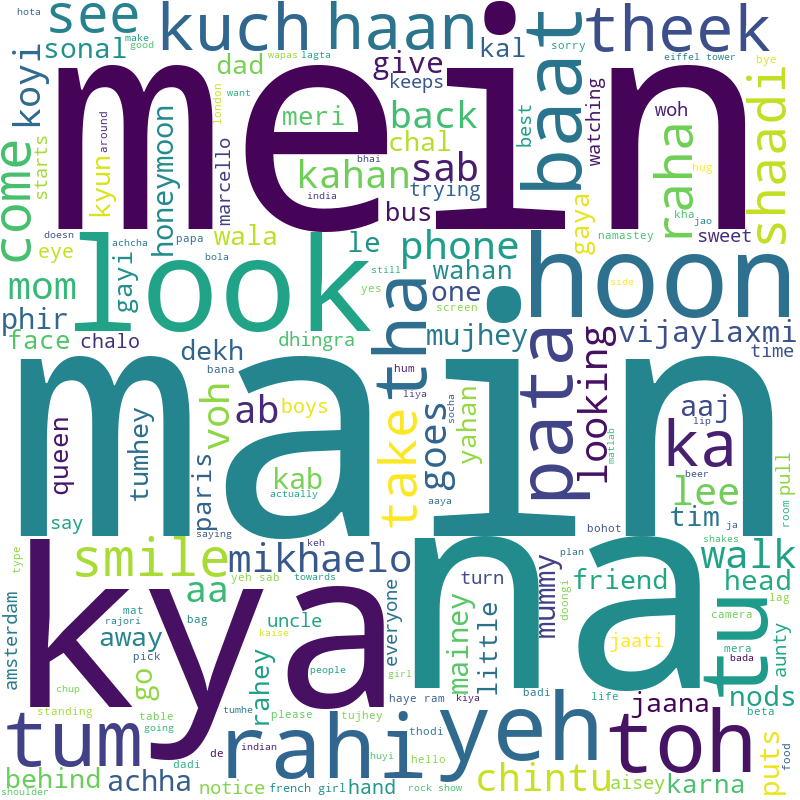 hota
make
good
wapas lagta
see
kuch haan
theek
sorry
sonal
dad
give
kal
eiffel tower
bye
koyi
want
keeps
baat
mein
best
watching
woh
shaadi
london
meri
back
starts
around
kyun
honeymoon
marcello
chal
bhai
kahan
sab
trying
raha
hug
come
india
bus
gaya
kha
jao
doesn
achcha
papa
wala
le
phone
namastey
sweet
eye
gayi
bola
look
still
wahan
one
hoon
mom
yes
screen
side
phir
face
chalo
dhingra
tha
mujhey
vijaylaxmi
dekh
bana
hum
time
main
queen
tumhey
paris
voh
ab
boys
liya
take
goes
socha
yahan
pata
looking
lip
matlab
aaj
ka
kab
actually
lee
beer
pull
say
saying
aaya
bohot
tim
ja
room
type
smile
keh
mikhaelo
plan
shakes
walk
kya
na
aa
yeh sab
towards
turn
mummy
doongi
friend
head
amsterdam
mat
rajori
bag
uncle
kaise
everyone
mainey
little
girl
camera
lag
tu
away
pick
people
jaati
mera
bada
aunty
chup
go
rahey
haye ram
kiya
badi
life
jaana
nods
standing
table
going
tumhe
please
tujhey
thodi
beta
tum
rahi
yeh
toh
dadi
indian
de
huyi
hello
puts
food
behind
achha
notice
french girl
hand
rock show
chintu
aisey
karna
shoulder